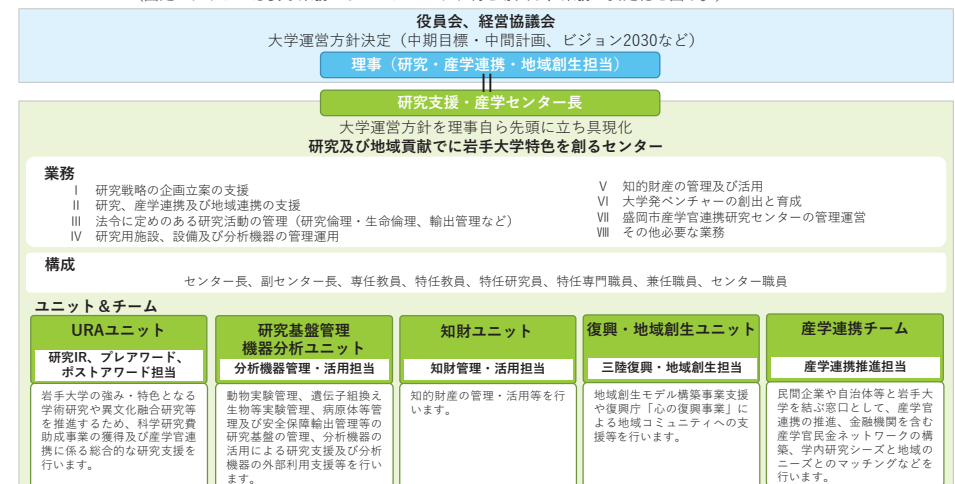 役員会、経営協議会
大学運営方針決定（中期目標・中間計画、ビジョン2030など）
理事（研究・産学連携・地域創生担当）
研究支援・産学センター長
大学運営方針を理事自ら先頭に立ち具現化
研究及び地域貢献でに岩手大学特色を創るセンター
業務
Ⅰ 研究戦略の企画立案の支援
Ⅱ 研究、産学連携及び地域連携の支援
Ⅲ 法令に定めのある研究活動の管理（研究倫理・生命倫理、輸出管理など）
Ⅳ 研究用施設、設備及び分析機器の管理運用
Ⅴ 知的財産の管理及び活用
Ⅵ 大学発ベンチャーの創出と育成
Ⅶ 盛岡市産学官連携研究センターの管理運営
Ⅷ その他必要な業務
構成
センター長、副センター長、専任教員、特任教員、特任研究員、特任専門職員、兼任職員、センター職員
ユニット＆チーム
URAユニット
研究IR、プレアワード、
ポストアワード担当
岩手大学の強み・特色となる
学術研究や異文化融合研究等
を推進するため、科学研究費
助成事業の獲得及び産学官連
携に係る総合的な研究支援を
行います。
研究基盤管理
機器分析ユニット
分析機器管理・活用担当
動物実験管理、遺伝子組換え
生物等実験管理、病原体等管
理及び安全保障輸出管理等の
研究基盤の管理、分析機器の
活用による研究支援及び分析
機器の外部利用支援等を行い
ます。
知財ユニット
知財管理・活用担当
知的財産の管理・活用等を行
います。
復興・地域創生ユニット
三陸復興・地域創生担当
地域創生モデル構築事業支援
や復興庁「心の復興事業」に
よる地域コミュニティへの支
援等を行います。
産学連携チーム
産学連携推進担当
民間企業や自治体等と岩手大
学を結ぶ窓口として、産学官
連携の推進、金融機関を含む
産学官民金ネットワークの構
築、学内研究シーズと地域の
ニーズとのマッチングなどを
行います。